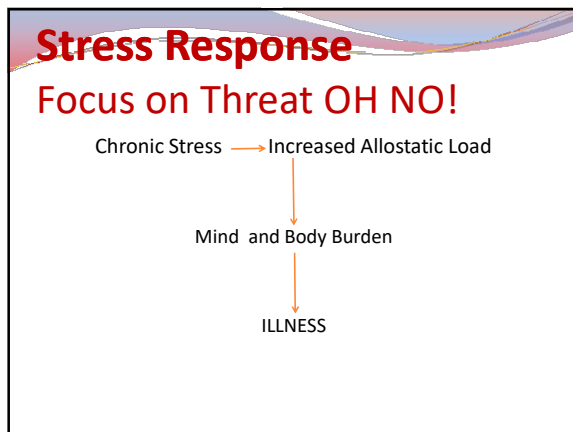 Stress Response
Focus on Threat OH NO!
Chronic Stress Increased Allostatic Load
Mind and Body Burden
ILLNESS